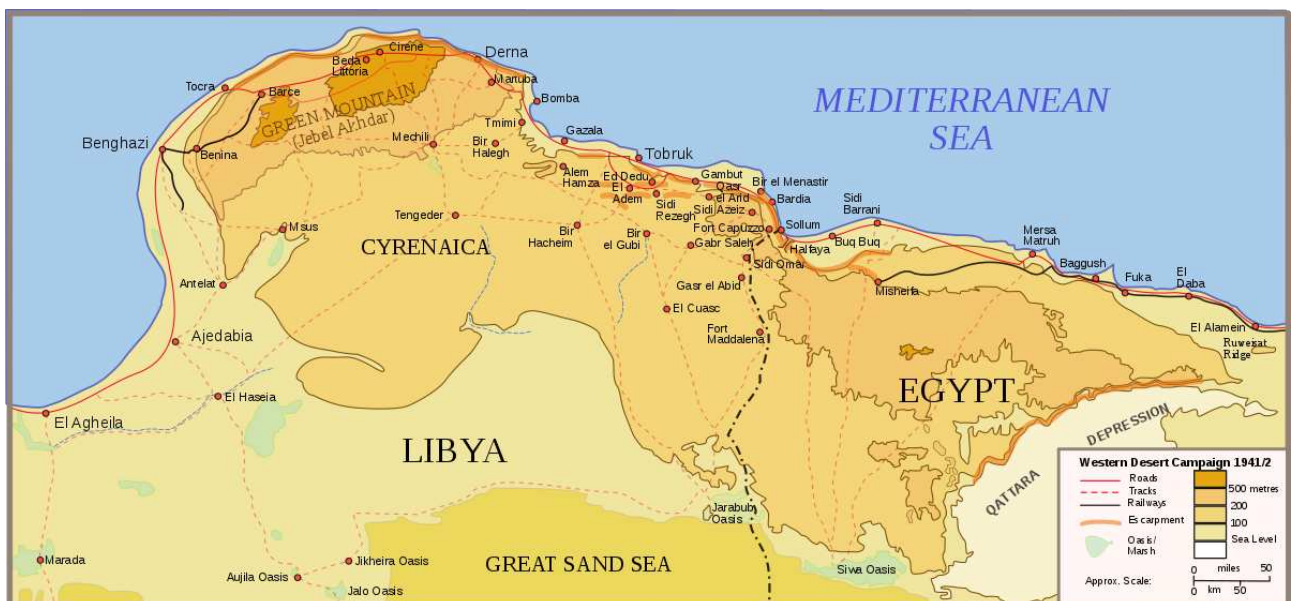 MEDITERRANEAN
SEA
Cirene
Beda
Littoria
Derna
Martuba
Tocra
Barce
GREEN MOUNTAIN
(Jebel Akhdar)
Bomba
Tmimi
Gazala
Benghazi
Benina
Mechili
Bir
Halegh
Tobruk
Alem
Hamza
Ed Dedu
El
Adem
Gambut
Qasr
el Arid
Bir el Menastir
Bardia
Sidi
Rezegh
Sidi Azeiz
Sidi
Barrani
Msus
Tengeder
CYRENAICA
Bir
Hacheim
Bir
el Gubi
Fort Capuzzo
Sollum
Halfaya
Buq Buq
Gabr Saleh
Sidi Omar
Mersa
Matruh
Baggush
Fuka
El
Daba
Antelat
Gasr el Abid
Misheifa
El Cuasc
Fort
Maddalena
El Alamein
Ruweisat
Ridge
Ajedabia
El Haseia
El Agheila
EGYPT
LIBYA
QATTARA DEPRESSION
Jarabub
Oasis
Marada
Jikheira Oasis
Aujila Oasis
Jalo Oasis
GREAT SAND SEA
Siwa Oasis
Western Desert Campaign 1941/2
Roads
Tracks
Railways
Escarpment
Oasis/
Marsh
500 metres
200
100
Sea Level
Approx. Scale:
0 miles 50
0 km 50